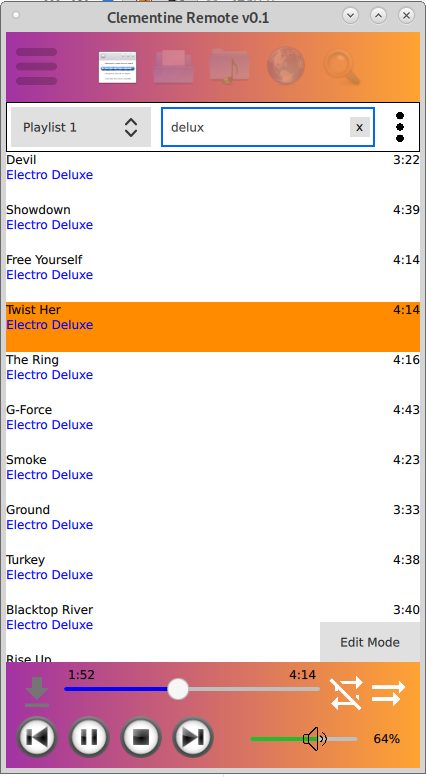 Clementine Remote v0.1
Playlist 1
delux
x
Devil 3:22
Electro Deluxe
Showdown 4:39
Electro Deluxe
Free Yourself 4:14
Electro Deluxe
Twist Her 4:14
Electro Deluxe
The Ring 4:16
Electro Deluxe
G-Force 4:43
Electro Deluxe
Smoke 4:23
Electro Deluxe
Ground 3:33
Electro Deluxe
Turkey 4:38
Electro Deluxe
Blacktop River 3:40
Electro Deluxe
Edit Mode
Rise Up
1:52 4:14
64%